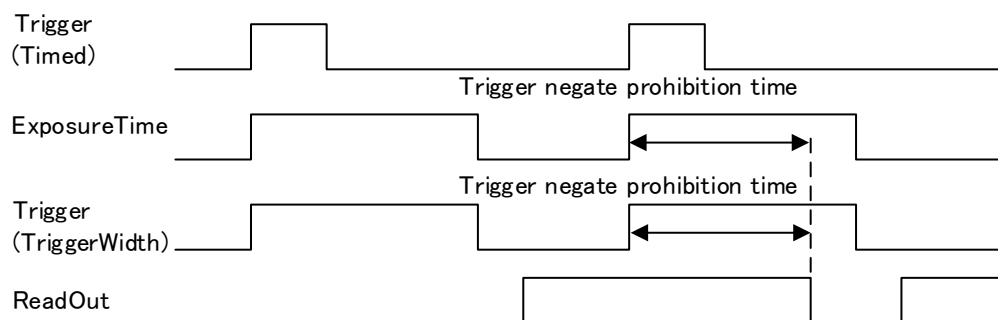 Trigger
(Timed)
Trigger negate prohibition time
ExposureTime
Trigger negate prohibition time
Trigger
(TriggerWidth)
ReadOut